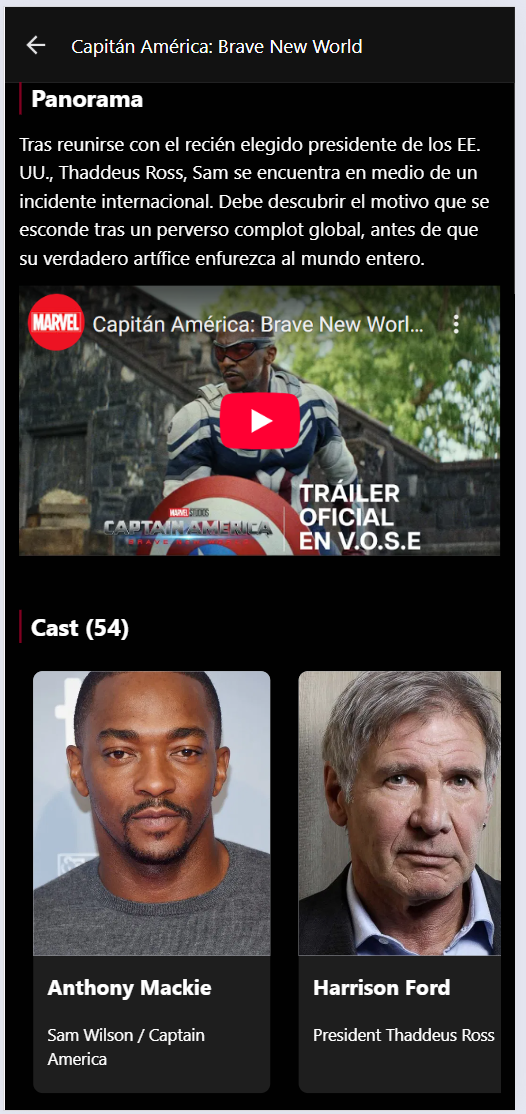 Capitán América: Brave New World
Panorama
Tras reunirse con el recién elegido presidente de los EE.
UU., Thaddeus Ross, Sam se encuentra en medio de un
incidente internacional. Debe descubrir el motivo que se
esconde tras un perverso complot global, antes de que
su verdadero artífice enfurezca al mundo entero.
MARVEL
Capitán América: Brave New Worl...
MARVEL STUDIOS
CAPTAIN AMERICA
BRAVE NEW WORLD
TRÁILER
OFICIAL
EN V.O.S.E
Cast (54)
Anthony Mackie
Sam Wilson / Captain
America
Harrison Ford
President Thaddeus Ross